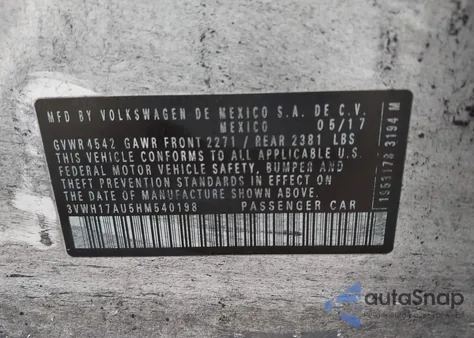 MFD BY VOLKSWAGEN DE MEXICO S.A. DE C.V.
MEXICO 05/17
GVWR 4542 GAWR FRONT 2271 / REAR 2381 LBS
THIS VEHICLE CONFORMS TO ALL APPLICABLE U.S.
FEDERAL MOTOR VEHICLE SAFETY, BUMPER AND
THEFT PREVENTION STANDARDS IN EFFECT ON
THE DATE OF MANUFACTURE SHOWN ABOVE.
3VWH17AU5HM540198 PASSENGER CAR
1953178 3194 M
autoSnap